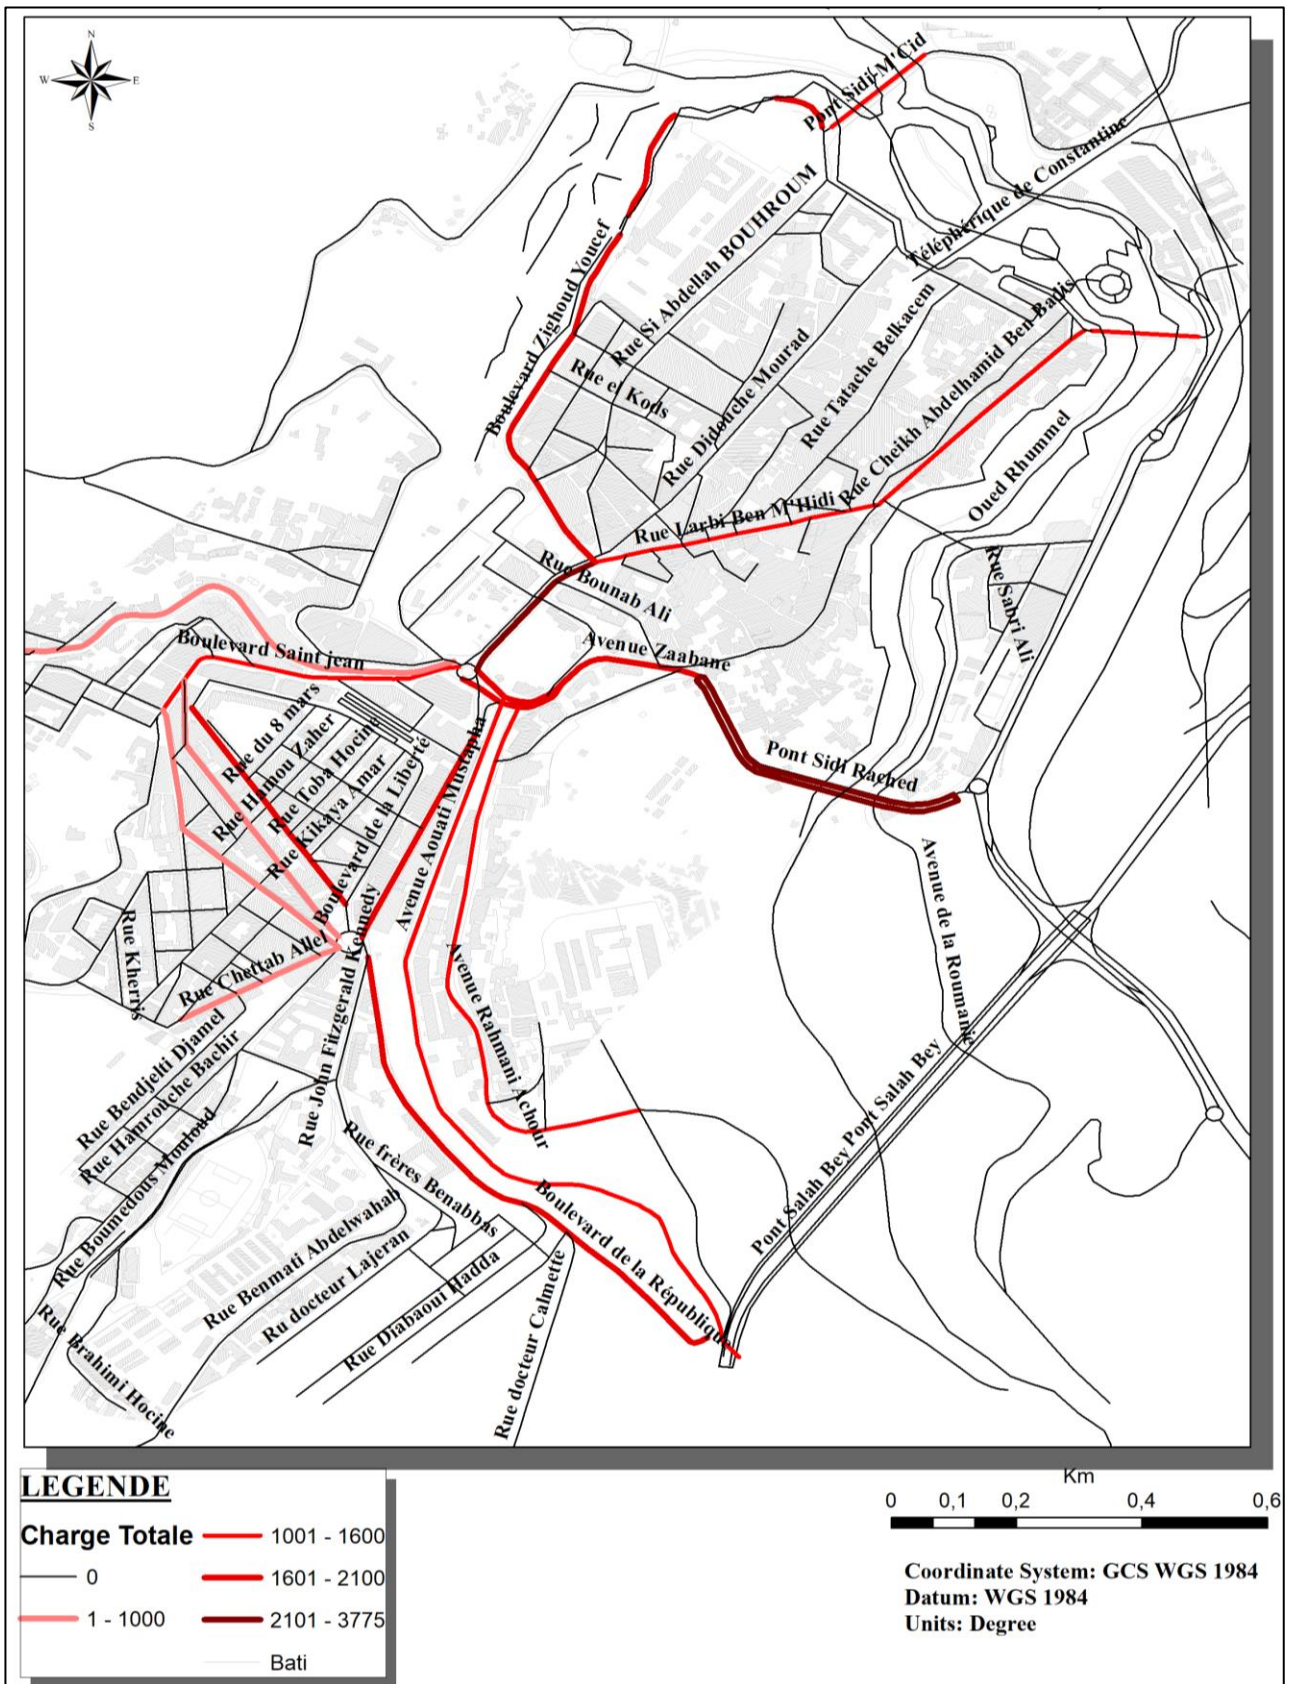 N
W
E
S
Pont Sidi-M'Cid
Téléphérique de Constantine
Rue Si Abdellah BOUHROUM
Boulevard Zighoud Youcef
Rue el Kods
Rue Didouche Mourad
Rue Tatache Belkacem
Rue Cheikh Abdelhamid Ben Badis
Oued Rhummel
Rue Larbi Ben M'Hidi
Rue Bounab Ali
Rue Sabri Ali
Avenue Zaabane
Boulevard Saint jean
Rue du 8 mars
Rue Hamou Zaher
Rue Toba Hocine
Rue Kikaya Amar
Boulevard de la Liberté
Avenue Aouati Mustapha
Pont Sidi Rached
Avenue de la Roumanie
Rue Kherris
Rue Chettab Allel
Rue John Fitzgerald Kennedy
Avenue Rahmani Achour
Rue Bendjelti Djamel
Rue Hamrouche Bachir
Rue Boumedous Mouloud
Rue frères Benabbas
Boulevard de la République
Pont Salah Bey
Pont Salah Bey
Rue Benmati Abdelwahab
Ru docteur Lajeran
Rue Diabaoui Hadda
Rue docteur Calmette
Rue Brahimi Hocine
LEGENDE
Charge Totale
0
1 - 1000
1001 - 1600
1601 - 2100
2101 - 3775
Bati
Km
0 0,1 0,2 0,4 0,6
Coordinate System: GCS WGS 1984
Datum: WGS 1984
Units: Degree